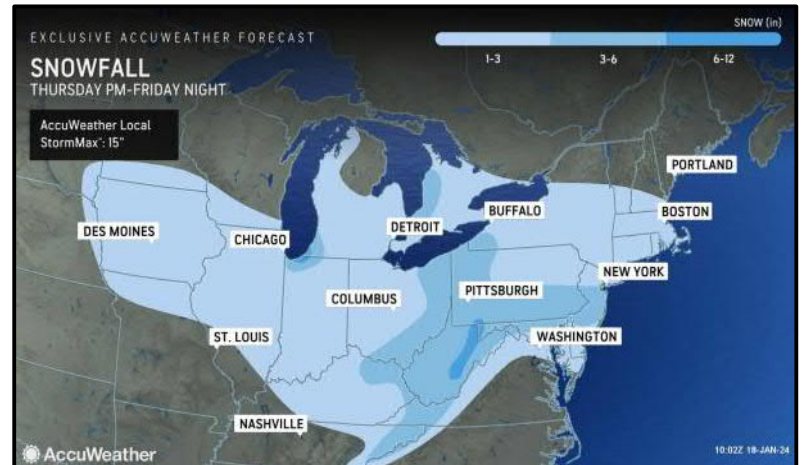 EXCLUSIVE ACCUWEATHER FORECAST
SNOWFALL
THURSDAY PM-FRIDAY NIGHT
AccuWeather Local
StormMax™: 15"
SNOW (in)
1-3 3-6 6-12
PORTLAND
BOSTON
BUFFALO
DETROIT
DES MOINES
CHICAGO
NEW YORK
PITTSBURGH
COLUMBUS
WASHINGTON
ST. LOUIS
NASHVILLE
AccuWeather
10:02Z 18-JAN-24